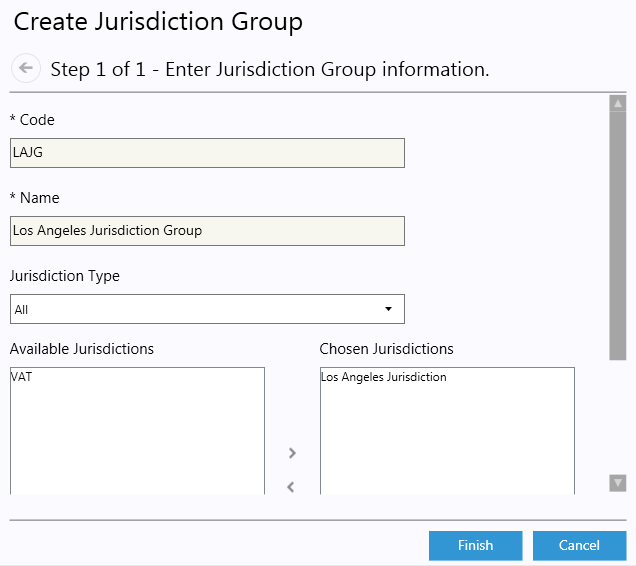 Create Jurisdiction Group
Step 1 of 1 - Enter Jurisdiction Group information.
* Code
LAJG
* Name
Los Angeles Jurisdiction Group
Jurisdiction Type
All
Available Jurisdictions
Chosen Jurisdictions
VAT
Los Angeles Jurisdiction
Finish
Cancel